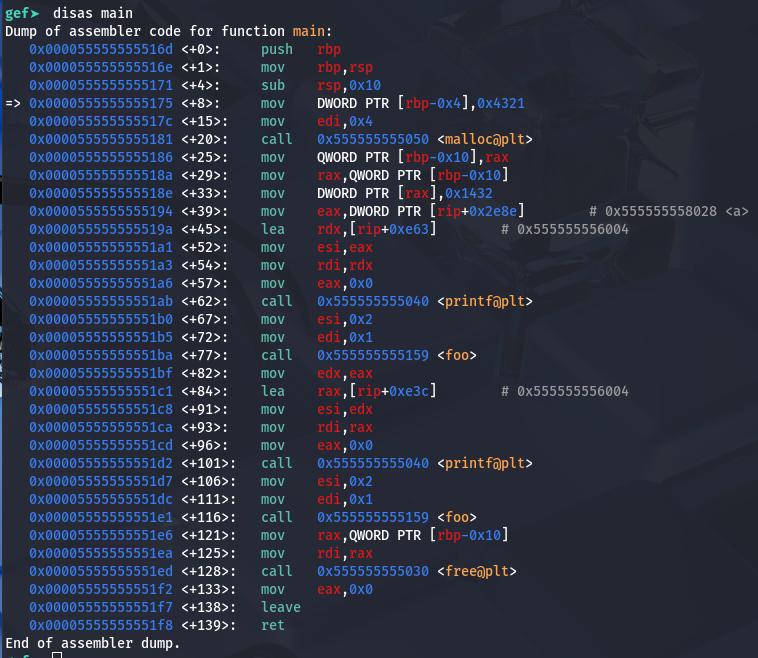 gef➤  disas main
Dump of assembler code for function main:
   0x000055555555516d <+0>:     push   rbp
   0x000055555555516e <+1>:     mov    rbp,rsp
   0x0000555555555171 <+4>:     sub    rsp,0x10
=> 0x0000555555555175 <+8>:     mov    DWORD PTR [rbp-0x4],0x4321
   0x000055555555517c <+15>:    mov    edi,0x4
   0x0000555555555181 <+20>:    call   0x555555555050 <malloc@plt>
   0x0000555555555186 <+25>:    mov    QWORD PTR [rbp-0x10],rax
   0x000055555555518a <+29>:    mov    rax,QWORD PTR [rbp-0x10]
   0x000055555555518e <+33>:    mov    DWORD PTR [rax],0x1432
   0x0000555555555194 <+39>:    mov    eax,DWORD PTR [rip+0x2e8e]        # 0x555555558028 <a>
   0x000055555555519a <+45>:    lea    rdx,[rip+0xe63]        # 0x555555556004
   0x00005555555551a1 <+52>:    mov    esi,eax
   0x00005555555551a3 <+54>:    mov    rdi,rdx
   0x00005555555551a6 <+57>:    mov    eax,0x0
   0x00005555555551ab <+62>:    call   0x555555555040 <printf@plt>
   0x00005555555551b0 <+67>:    mov    esi,0x2
   0x00005555555551b5 <+72>:    mov    edi,0x1
   0x00005555555551ba <+77>:    call   0x555555555159 <foo>
   0x00005555555551bf <+82>:    mov    edx,eax
   0x00005555555551c1 <+84>:    lea    rax,[rip+0xe3c]        # 0x555555556004
   0x00005555555551c8 <+91>:    mov    esi,edx
   0x00005555555551ca <+93>:    mov    rdi,rax
   0x00005555555551cd <+96>:    mov    eax,0x0
   0x00005555555551d2 <+101>:   call   0x555555555040 <printf@plt>
   0x00005555555551d7 <+106>:   mov    esi,0x2
   0x00005555555551dc <+111>:   mov    edi,0x1
   0x00005555555551e1 <+116>:   call   0x555555555159 <foo>
   0x00005555555551e6 <+121>:   mov    rax,QWORD PTR [rbp-0x10]
   0x00005555555551ea <+125>:   mov    rdi,rax
   0x00005555555551ed <+128>:   call   0x555555555030 <free@plt>
   0x00005555555551f2 <+133>:   mov    eax,0x0
   0x00005555555551f7 <+138>:   leave
   0x00005555555551f8 <+139>:   ret
End of assembler dump.